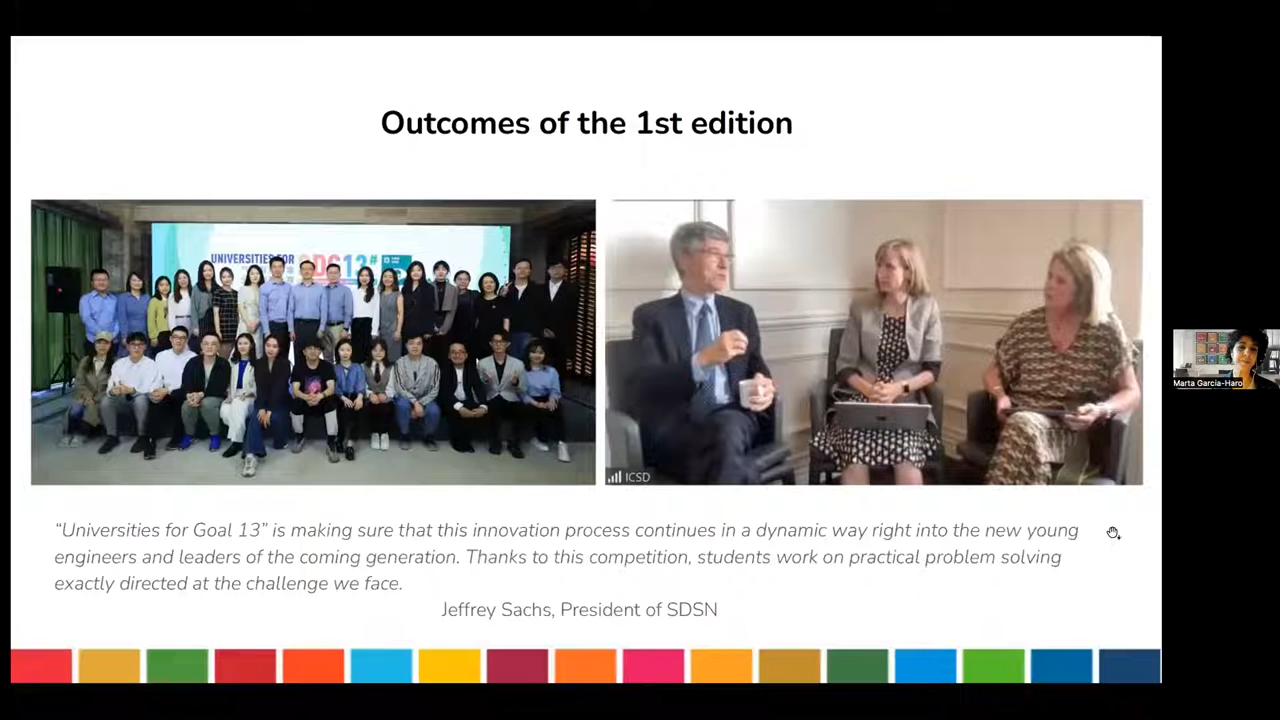 Outcomes of the 1st edition
UNIVERSITIES FOR
SDG13#
ICSD
“Universities for Goal 13” is making sure that this innovation process continues in a dynamic way right into the new young
engineers and leaders of the coming generation. Thanks to this competition, students work on practical problem solving
exactly directed at the challenge we face.
Jeffrey Sachs, President of SDSN
Marta Garcia-Haro